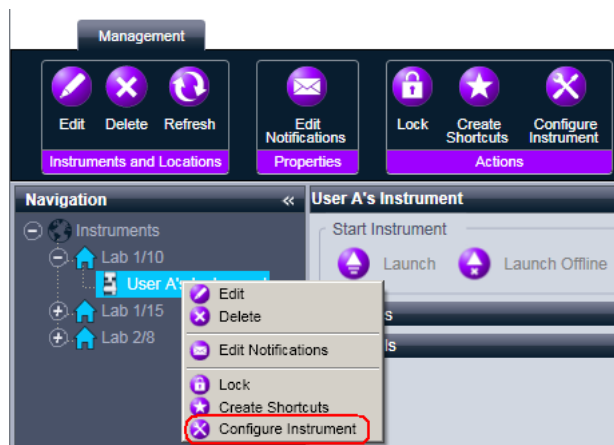 Management
Edit Delete Refresh Edit Notifications Lock Create Shortcuts Configure Instrument
Instruments and Locations Properties Actions
Navigation «
User A's Instrument
Instruments
Lab 1/10
User A's
Lab 1/15
Lab 2/8
Start Instrument
Launch Launch Offline
Edit
Delete
Edit Notifications
Lock
Create Shortcuts
Configure Instrument